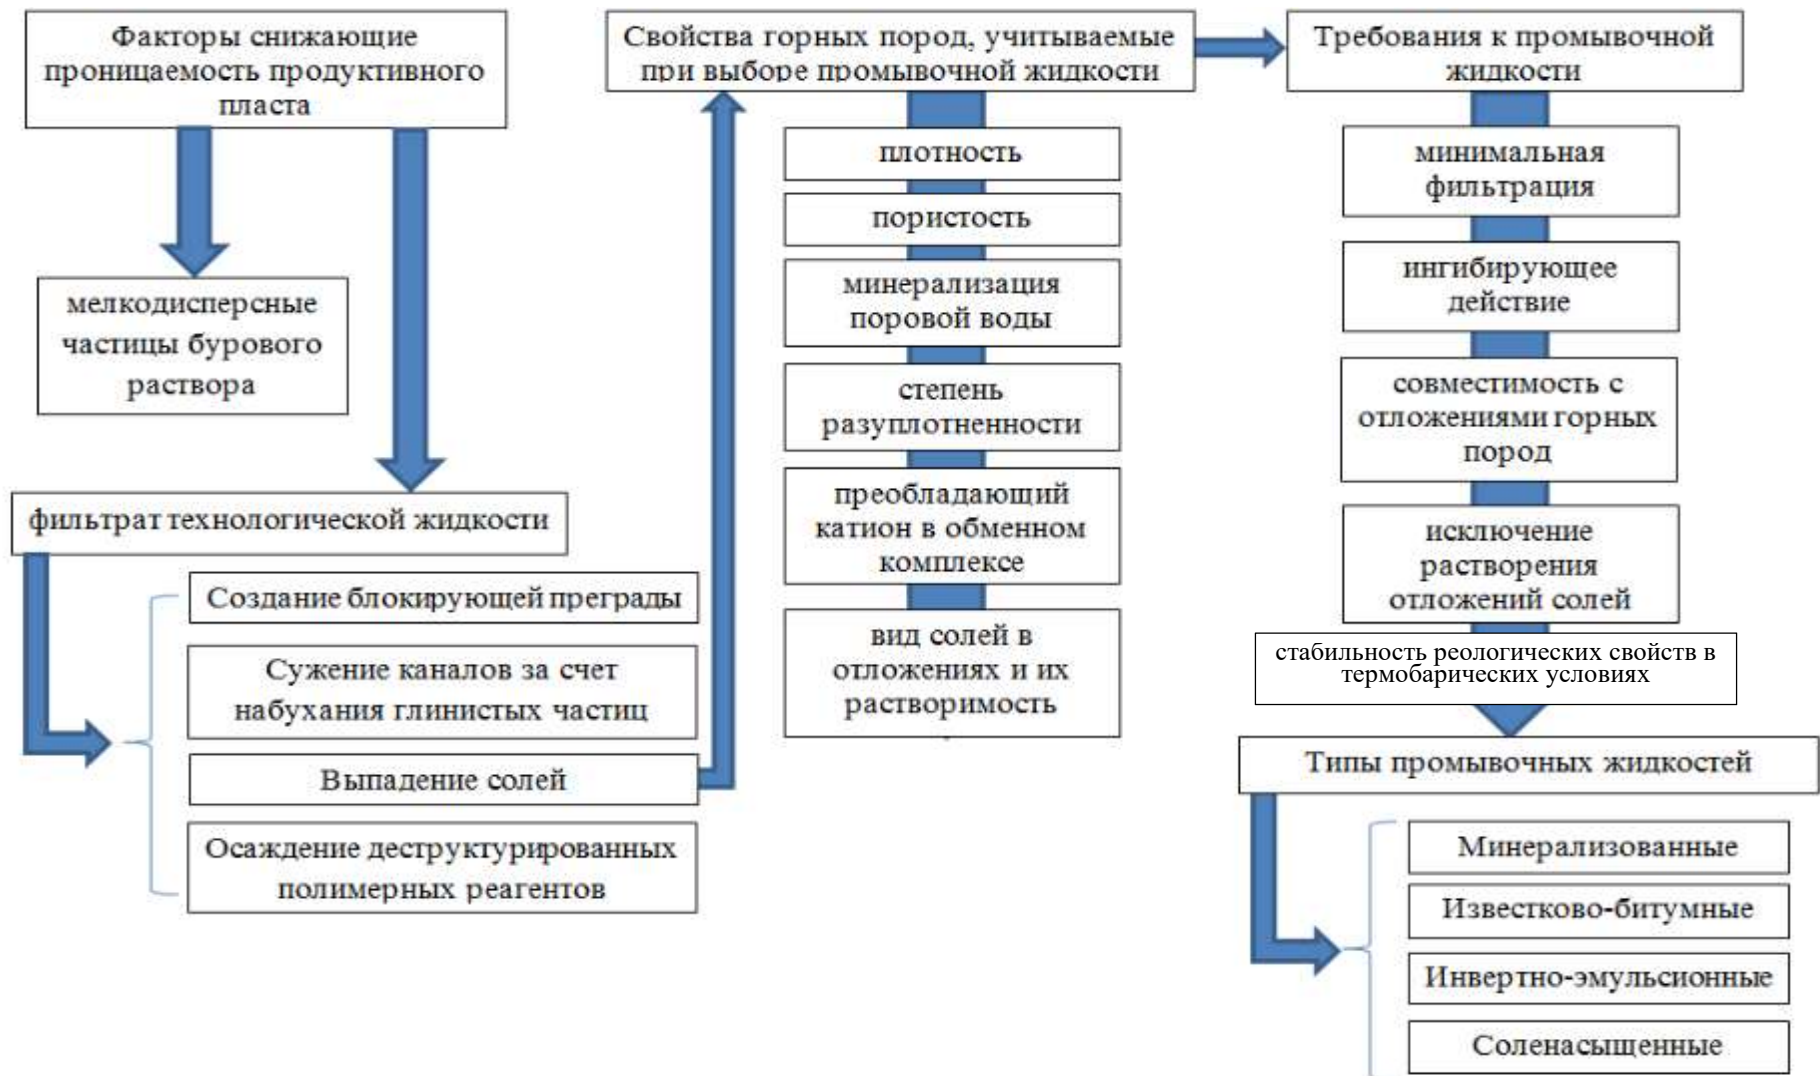 Факторы снижающие
проницаемость продуктивного
пласта
мелкодисперсные
частицы бурового
раствора
фильтрат технологической жидкости
Создание блокирующей преграды
Сужение каналов за счет
набухания глинистых частиц
Выпадение солей
Осаждение деструктурированных
полимерных реагентов
Свойства горных пород, учитываемые
при выборе промывочной жидкости
плотность
пористость
минерализация
поровой воды
степень
разуплотненности
преобладающий
катион в обменном
комплексе
вид солей в
отложениях и их
растворимость
Требования к промывочной
жидкости
минимальная
фильтрация
ингибирующее
действие
совместимость с
отложениями горных
пород
исключение
растворения
отложений солей
стабильность реологических свойств в
термобарических условиях
Типы промывочных жидкостей
Минерализованные
Известково-битумные
Инвертно-эмульсионные
Соленасыщенные